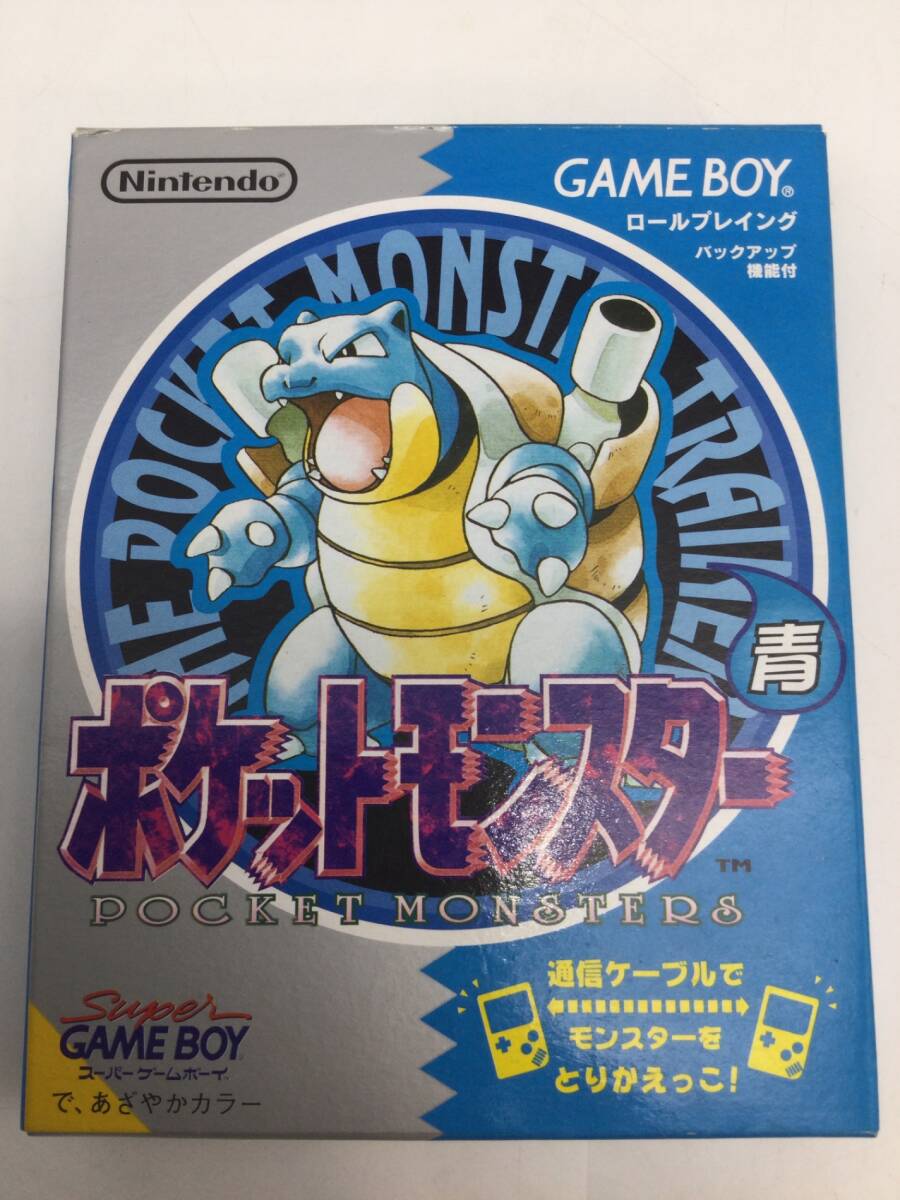 Nintendo
GAME BOY®
ロールプレイング
バックアップ
機能付
THE POCKET MONSTER TRAINER
青
ポケットモンスター
TM
POCKET MONSTERS
通信ケーブルで
モンスターを
とりかえっこ!
Super
GAME BOY
スーパーゲームボーイ
で、あざやかカラー